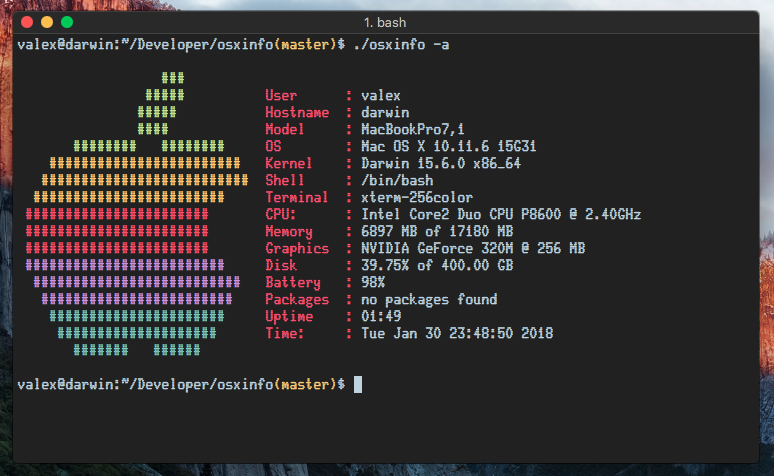 1. bash
valex@darwin:~/Developer/osxinfo(master)$ ./osxinfo -a
###
##### User : valex
##### Hostname : darwin
#### Model : MacBookPro7,1
######## ######## OS : Mac OS X 10.11.6 15G31
######################## Kernel : Darwin 15.6.0 x86_64
########################## Shell : /bin/bash
######################## Terminal : xterm-256color
####################### CPU: : Intel Core2 Duo CPU P8600 @ 2.40GHz
####################### Memory : 6897 MB of 17180 MB
####################### Graphics : NVIDIA GeForce 320M @ 256 MB
######################### Disk : 39.75% of 400.00 GB
########################## Battery : 98%
######################## Packages : no packages found
###################### Uptime : 01:49
#################### Time: : Tue Jan 30 23:48:50 2018
####### ######
valex@darwin:~/Developer/osxinfo(master)$